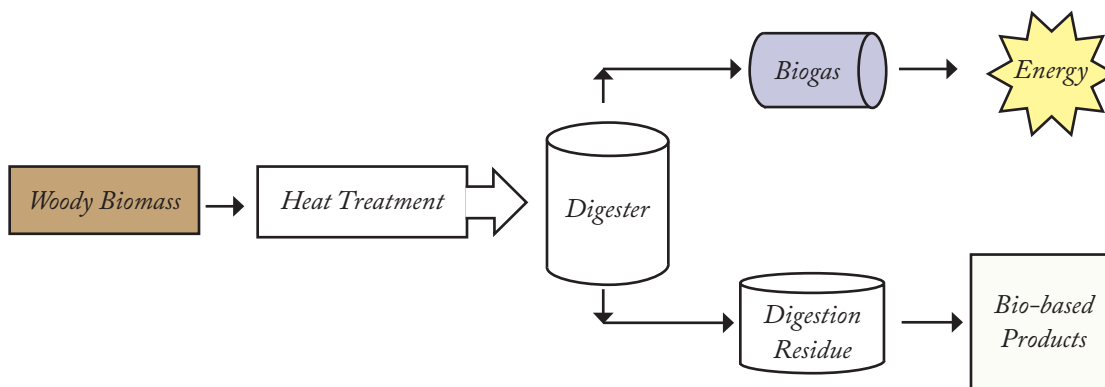 Biogas
Energy
Woody Biomass
Heat Treatment
Digester
Digestion
Residue
Bio-based
Products